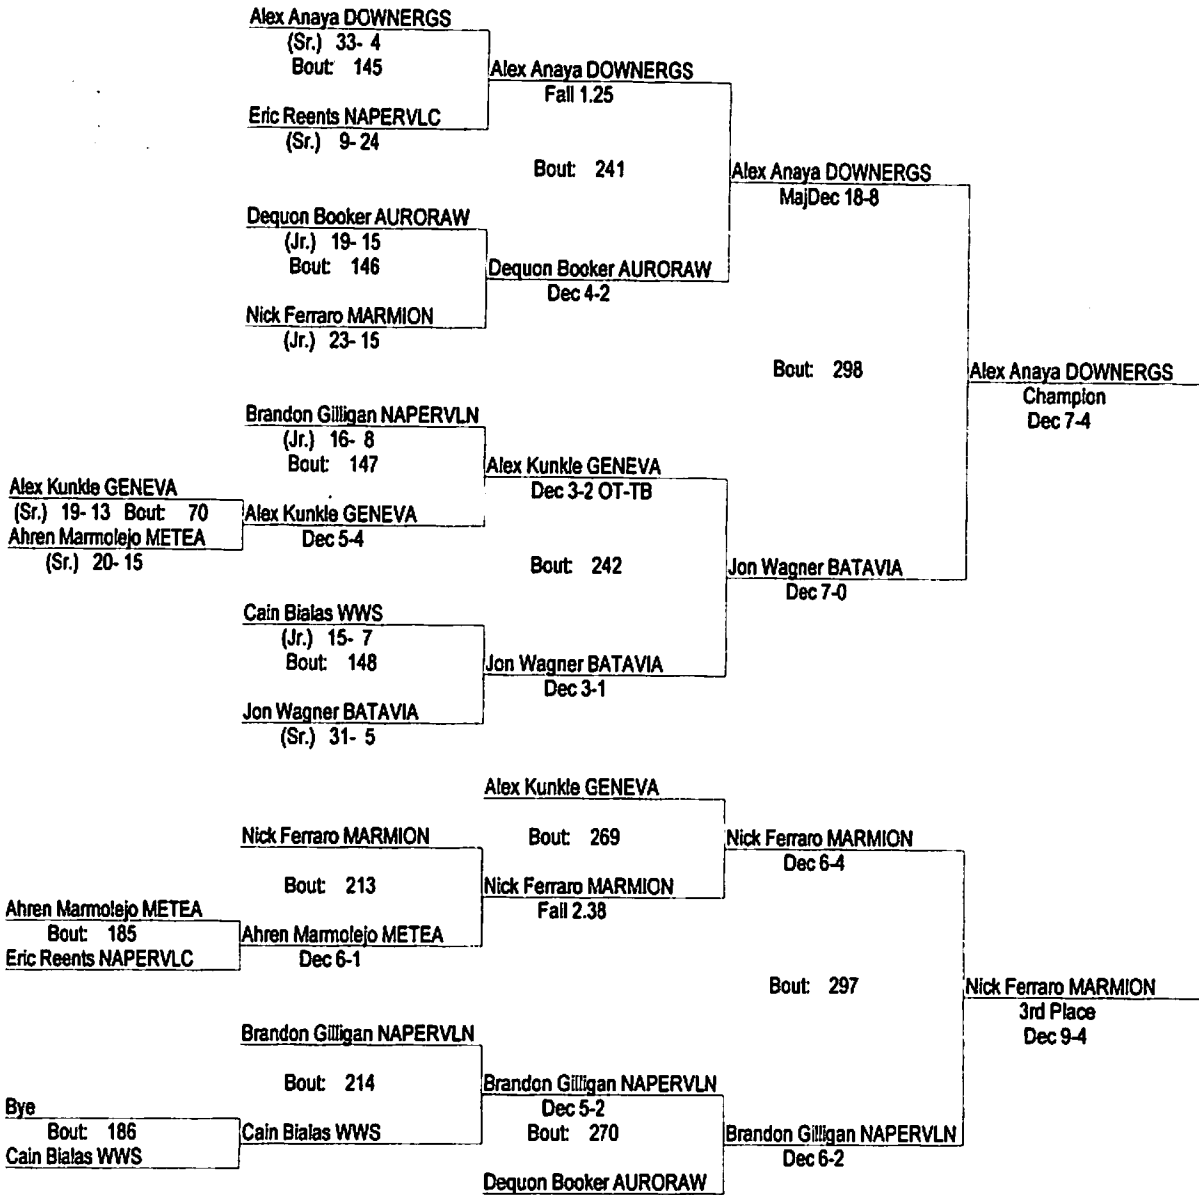 Alex Anaya DOWNERGS
(Sr.) 33- 4
Bout: 145
Alex Anaya DOWNERGS
Fall 1.25
Eric Reents NAPERVLC
(Sr.) 9- 24
Bout: 241
Alex Anaya DOWNERGS
MajDec 18-8
Dequon Booker AURORAW
(Jr.) 19- 15
Bout: 146
Dequon Booker AURORAW
Dec 4-2
Nick Ferraro MARMION
(Jr.) 23- 15
Bout: 298
Alex Anaya DOWNERGS
Champion
Dec 7-4
Brandon Gilligan NAPERVLN
(Jr.) 16- 8
Bout: 147
Alex Kunkle GENEVA
Dec 3-2 OT-TB
Alex Kunkle GENEVA
(Sr.) 19- 13 Bout: 70
Alex Kunkle GENEVA
Dec 5-4
Ahren Marmolejo METEA
(Sr.) 20- 15
Bout: 242
Jon Wagner BATAVIA
Dec 7-0
Cain Bialas WWS
(Jr.) 15- 7
Bout: 148
Jon Wagner BATAVIA
Dec 3-1
Jon Wagner BATAVIA
(Sr.) 31- 5
Alex Kunkle GENEVA
Nick Ferraro MARMION
Bout: 269
Nick Ferraro MARMION
Dec 6-4
Bout: 213
Nick Ferraro MARMION
Fall 2.38
Ahren Marmolejo METEA
Bout: 185
Ahren Marmolejo METEA
Dec 6-1
Eric Reents NAPERVLC
Bout: 297
Nick Ferraro MARMION
3rd Place
Dec 9-4
Brandon Gilligan NAPERVLN
Bout: 214
Brandon Gilligan NAPERVLN
Dec 5-2
Bye
Bout: 186
Cain Bialas WWS
Bout: 270
Brandon Gilligan NAPERVLN
Dec 6-2
Cain Bialas WWS
Dequon Booker AURORAW